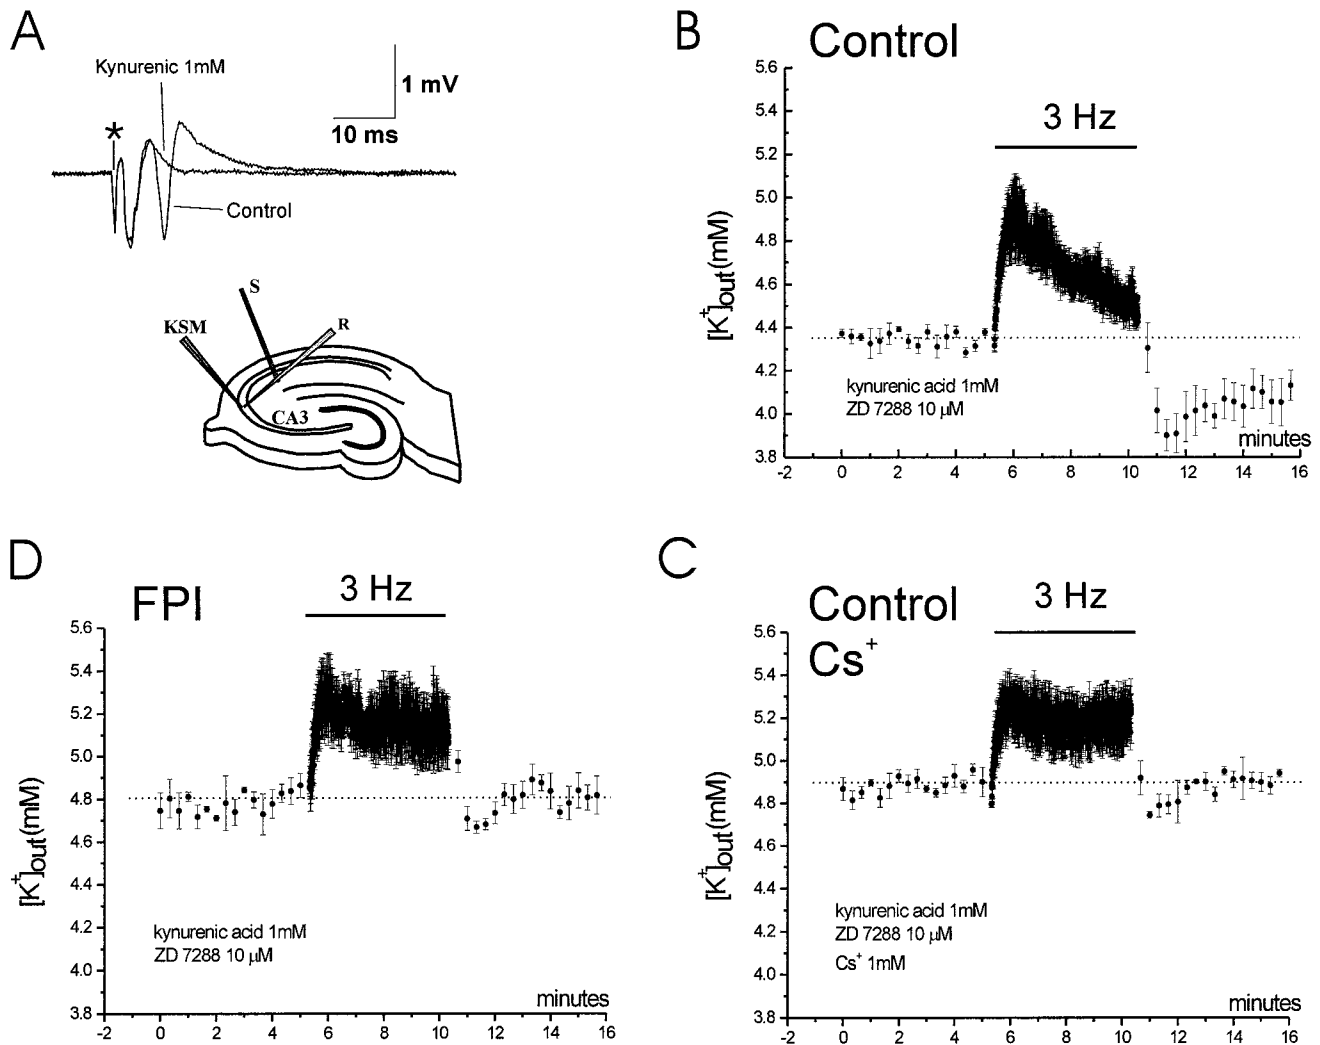 A
Kynurenic 1mM
1 mV
10 ms
*
Control
S
KSM
R
CA3
B
Control
3 Hz
[K+]out(mM)
5.6
5.4
5.2
5.0
4.8
4.6
4.4
4.2
4.0
3.8
kynurenic acid 1mM
ZD 7288 10 μM
minutes
-2 0 2 4 6 8 10 12 14 16
D
FPI
3 Hz
[K+]out(mM)
5.6
5.4
5.2
5.0
4.8
4.6
4.4
4.2
4.0
3.8
kynurenic acid 1mM
ZD 7288 10 μM
minutes
-2 0 2 4 6 8 10 12 14 16
C
Control
Cs+
3 Hz
[K+]out(mM)
5.6
5.4
5.2
5.0
4.8
4.6
4.4
4.2
4.0
3.8
kynurenic acid 1mM
ZD 7288 10 μM
Cs+ 1mM
minutes
-2 0 2 4 6 8 10 12 14 16